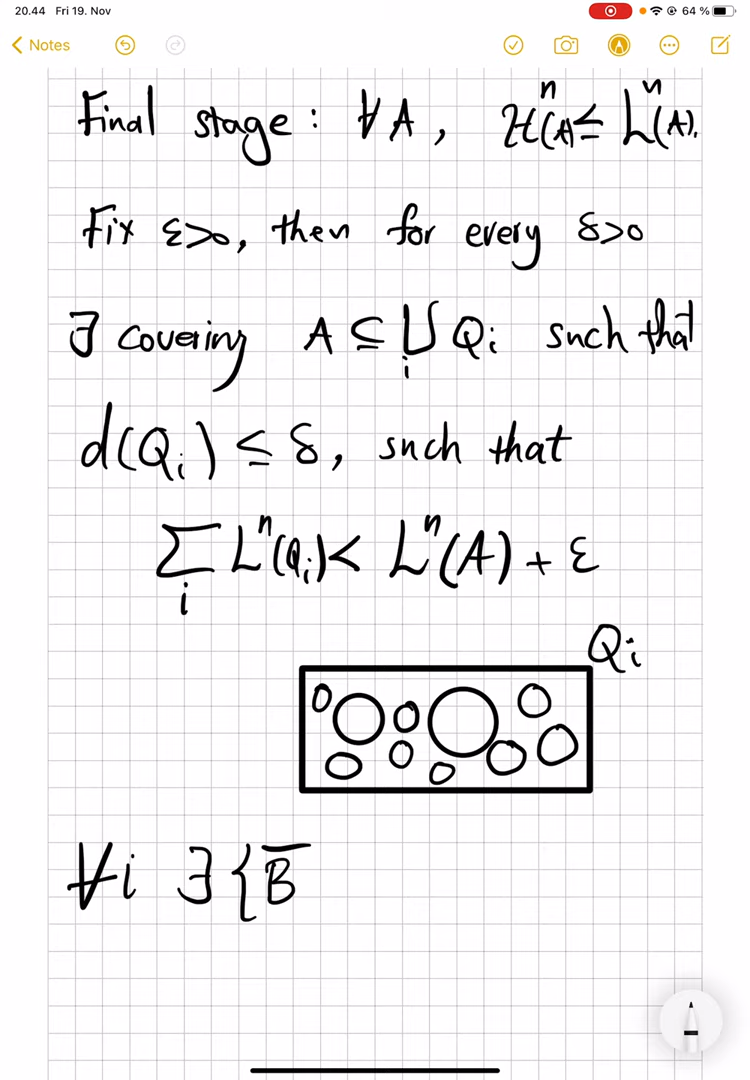 20.44 Fri 19. Nov 64 %
Notes
Final stage: ∀A, ℋⁿ(A) ≤ Lⁿ(A).
Fix ε>0, then for every δ>0
∃ covering A ⊆ ⋃ᵢ Qᵢ such that
d(Qᵢ) ≤ δ, such that
∑ᵢ Lⁿ(Qᵢ) < Lⁿ(A) + ε
Qᵢ
∀i ∃ {B̅